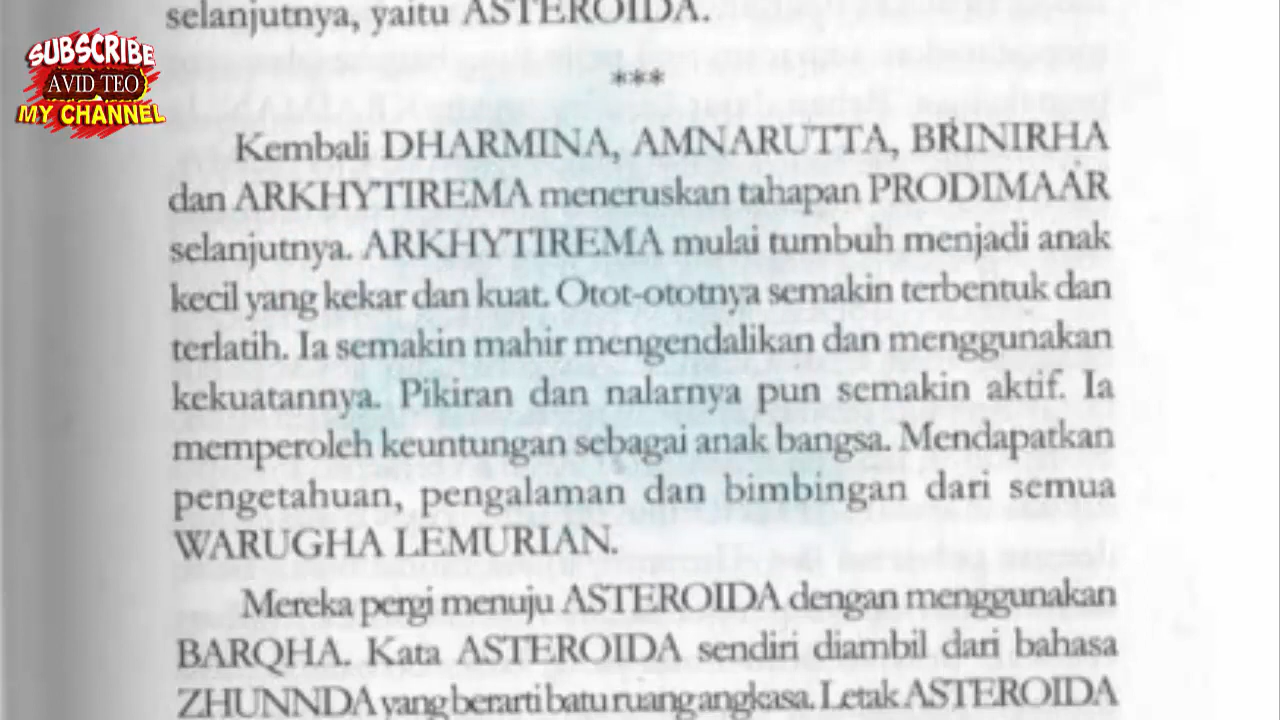 selanjutnya, yaitu ASTEROIDA.
SUBSCRIBE
AVID TEO
MY CHANNEL
***
Kembali DHARMINA, AMNARUTTA, BRINIRHA
dan ARKHYTIREMA meneruskan tahapan PRODIMAAR
selanjutnya. ARKHYTIREMA mulai tumbuh menjadi anak
kecil yang kekar dan kuat. Otot-ototnya semakin terbentuk dan
terlatih. Ia semakin mahir mengendalikan dan menggunakan
kekuatannya. Pikiran dan nalarnya pun semakin aktif. Ia
memperoleh keuntungan sebagai anak bangsa. Mendapatkan
pengetahuan, pengalaman dan bimbingan dari semua
WARUGHA LEMURIAN.
Mereka pergi menuju ASTEROIDA dengan menggunakan
BARQHA. Kata ASTEROIDA sendiri diambil dari bahasa
ZHUNNDA yang berarti batu ruang angkasa. Letak ASTEROIDA